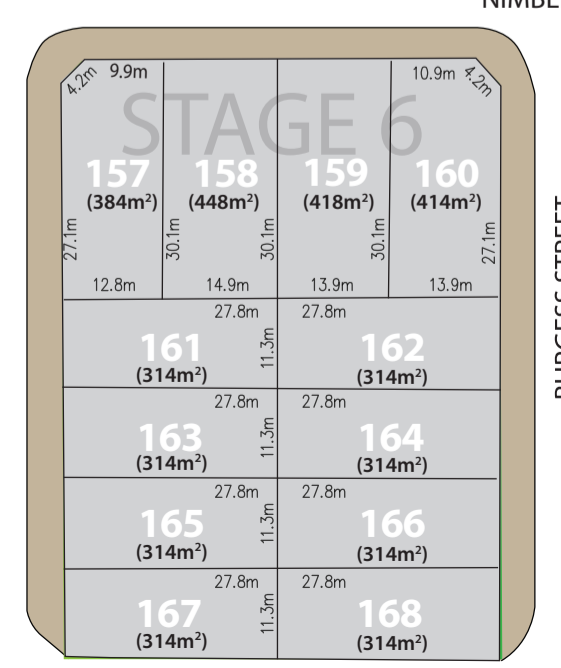 NIMBE
4.2m 9.9m 10.9m 4.2m
STAGE 6
157 158 159 160
(384m²) (448m²) (418m²) (414m²)
27.1m 30.1m 30.1m 30.1m 27.1m
12.8m 14.9m 13.9m 13.9m
27.8m 27.8m
161 11.3m 162
(314m²) (314m²)
27.8m 27.8m
163 11.3m 164
(314m²) (314m²)
27.8m 27.8m
165 11.3m 166
(314m²) (314m²)
27.8m 27.8m
167 11.3m 168
(314m²) (314m²)
BURGESS STREET